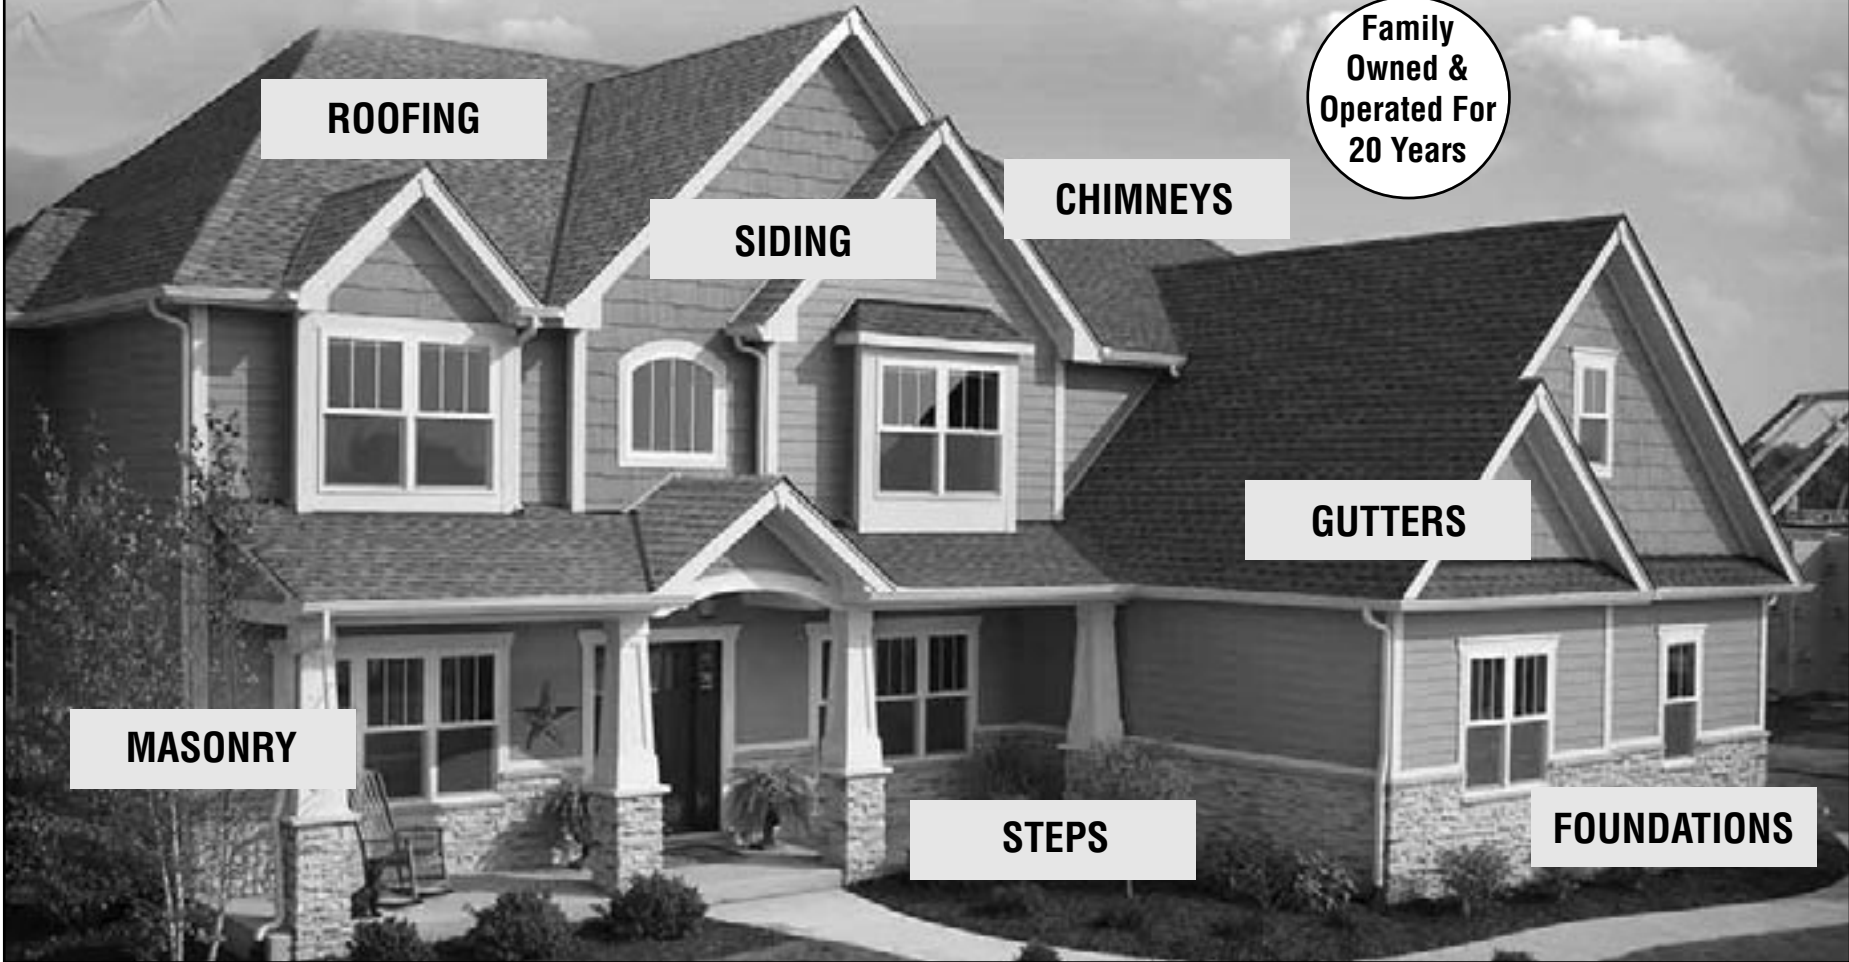 Family
Owned &
Operated For
20 Years
ROOFING
CHIMNEYS
SIDING
GUTTERS
MASONRY
STEPS
FOUNDATIONS